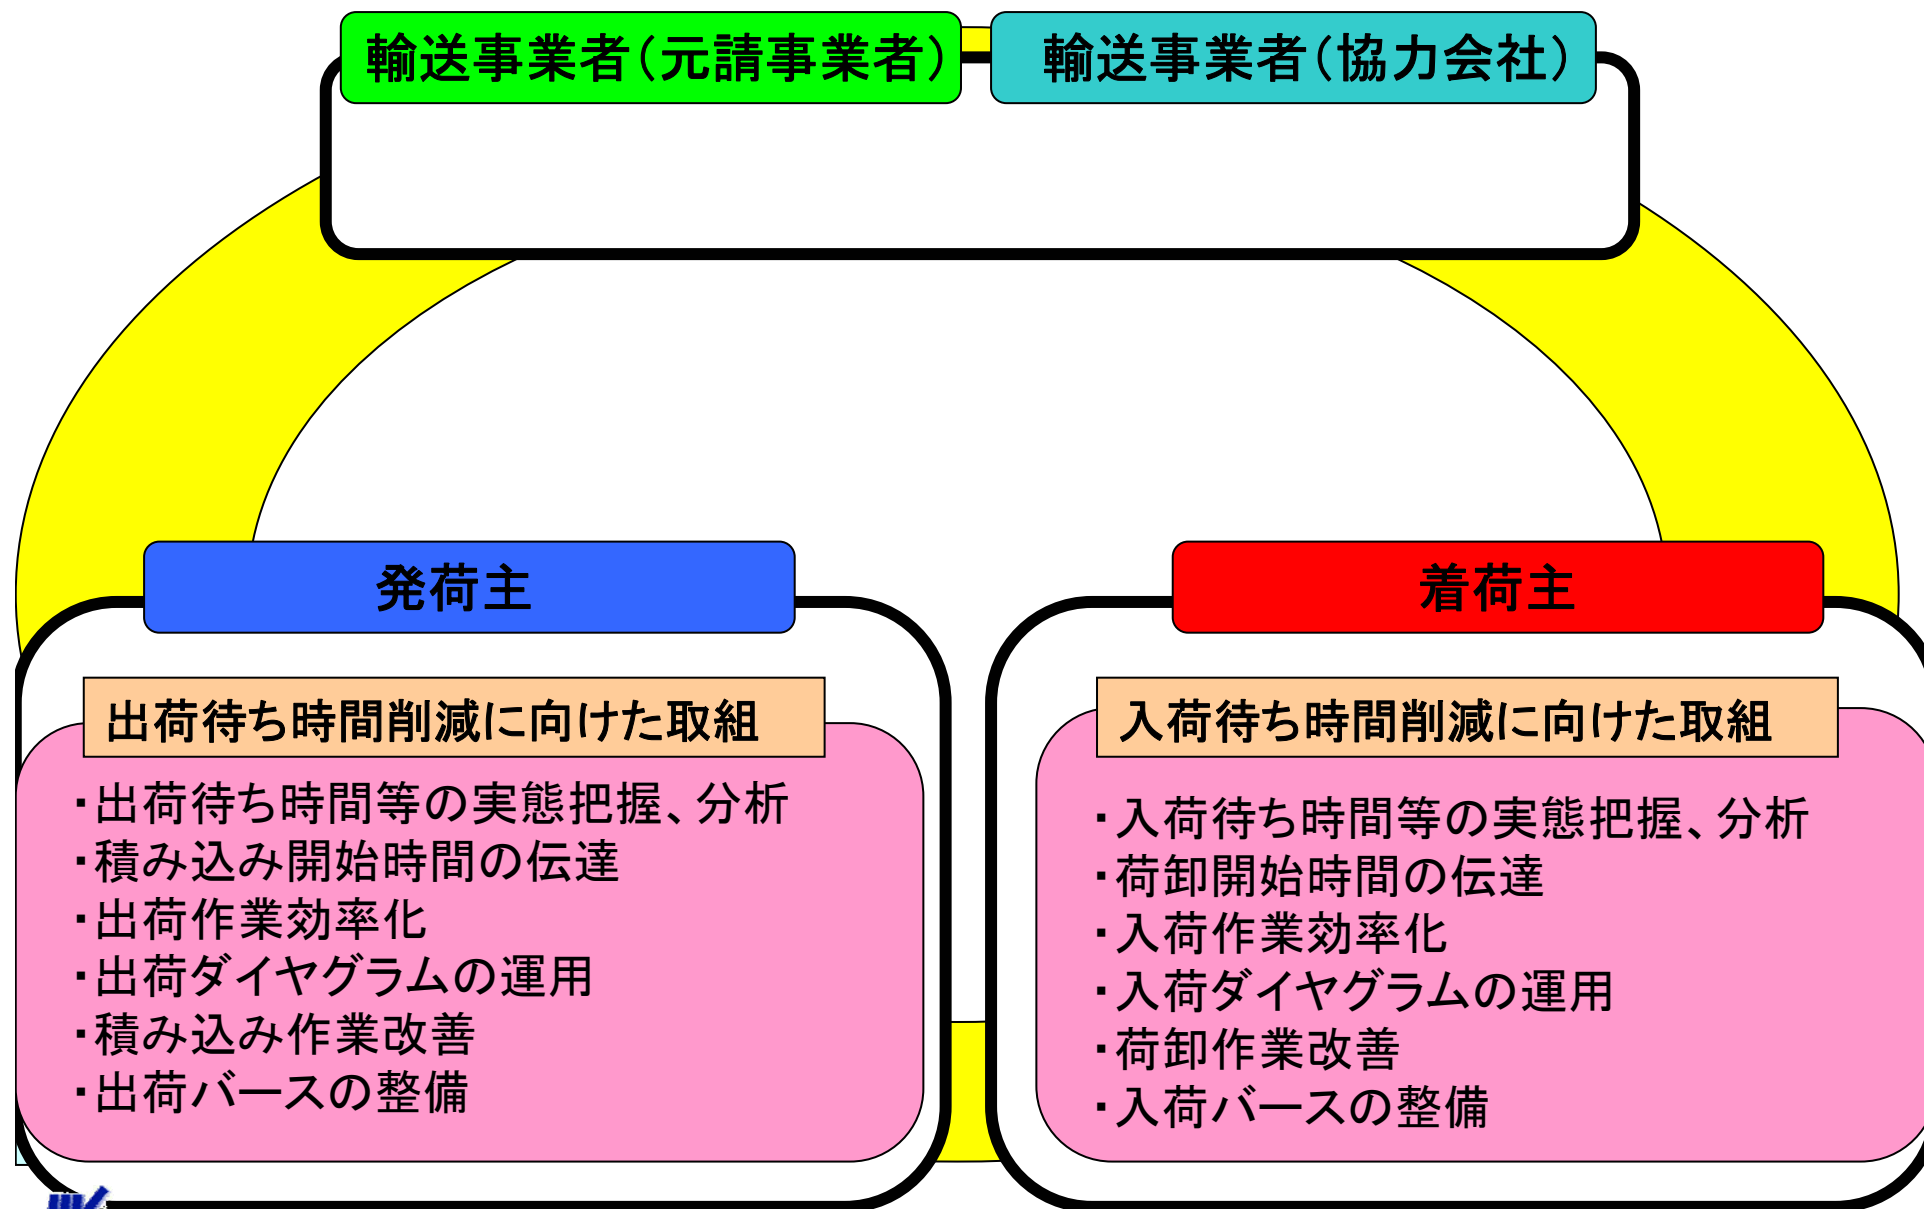 輸送事業者(元請事業者)
輸送事業者(協力会社)
発荷主
出荷待ち時間削減に向けた取組
・出荷待ち時間等の実態把握、分析
・積み込み開始時間の伝達
・出荷作業効率化
・出荷ダイヤグラムの運用
・積み込み作業改善
・出荷バースの整備
着荷主
入荷待ち時間削減に向けた取組
・入荷待ち時間等の実態把握、分析
・荷卸開始時間の伝達
・入荷作業効率化
・入荷ダイヤグラムの運用
・荷卸作業改善
・入荷バースの整備